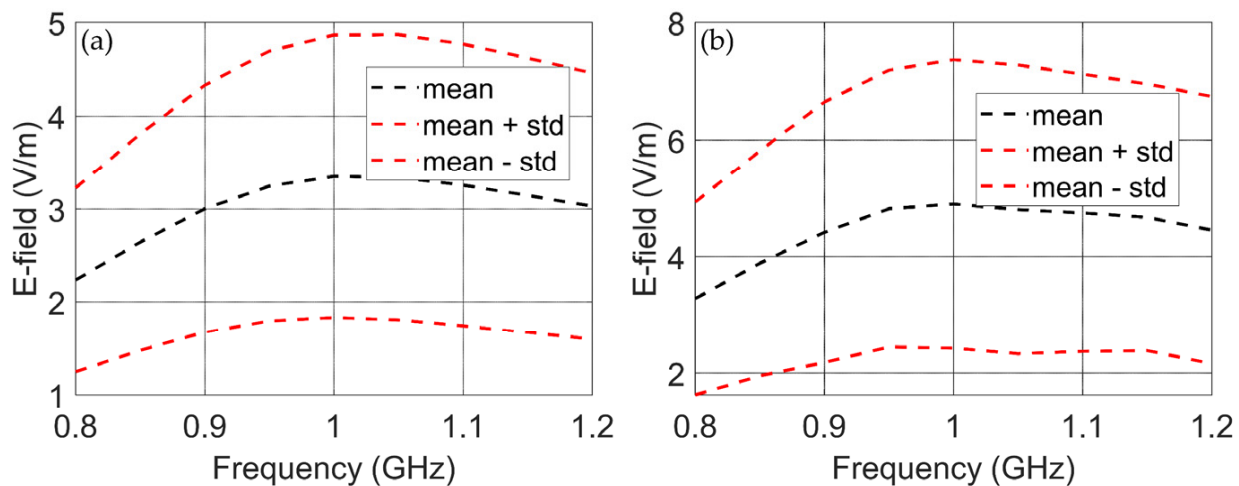 (a)
5
4
3
2
1
E-field (V/m)
mean
mean + std
mean - std
0.8 0.9 1 1.1 1.2
Frequency (GHz)
(b)
8
6
4
2
E-field (V/m)
mean
mean + std
mean - std
0.8 0.9 1 1.1 1.2
Frequency (GHz)